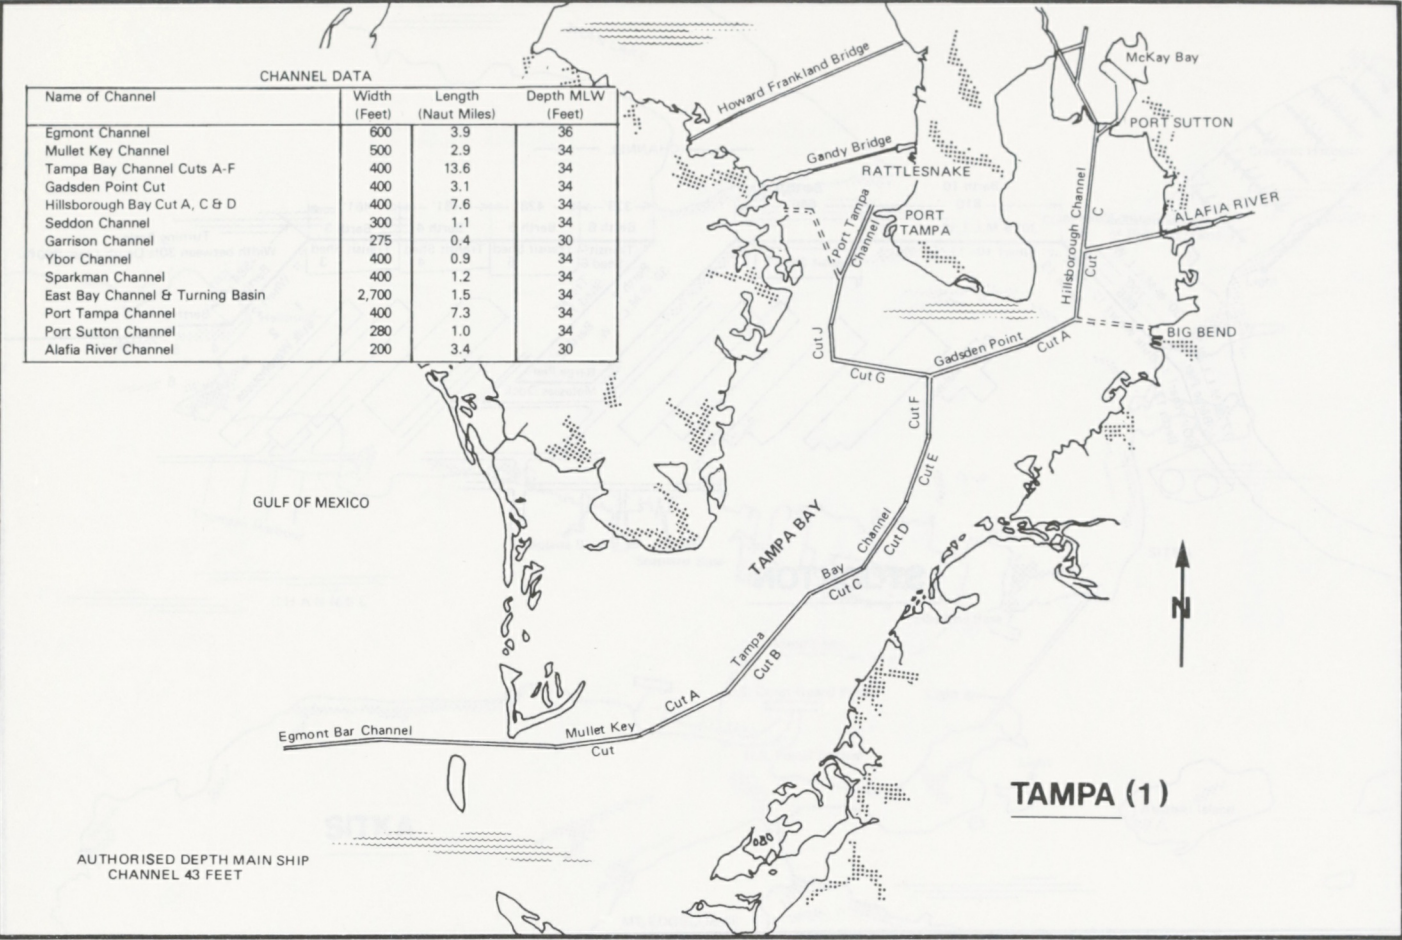 CHANNEL DATA
Name of Channel Width (Feet) Length (Naut Miles) Depth MLW (Feet)
Egmont Channel 600 3.9 36
Mullet Key Channel 500 2.9 34
Tampa Bay Channel Cuts A-F 400 13.6 34
Gadsden Point Cut 400 3.1 34
Hillsborough Bay Cut A, C & D 400 7.6 34
Seddon Channel 300 1.1 34
Garrison Channel 275 0.4 30
Ybor Channel 400 0.9 34
Sparkman Channel 400 1.2 34
East Bay Channel & Turning Basin 2,700 1.5 34
Port Tampa Channel 400 7.3 34
Port Sutton Channel 280 1.0 34
Alafia River Channel 200 3.4 30
Howard Frankland Bridge
McKay Bay
PORT SUTTON
Gandy Bridge
RATTLESNAKE
ALAFIA RIVER
PORT
TAMPA
Port Tampa
Channel
Hillsborough Channel
Cut C
BIG BEND
Cut J
Cut G
Gadsden Point
Cut A
Cut F
Cut E
GULF OF MEXICO
TAMPA BAY
Tampa Bay Channel
Cut D
Cut C
Cut B
Cut A
N
Egmont Bar Channel
Mullet Key
Cut
TAMPA (1)
AUTHORISED DEPTH MAIN SHIP
CHANNEL 43 FEET